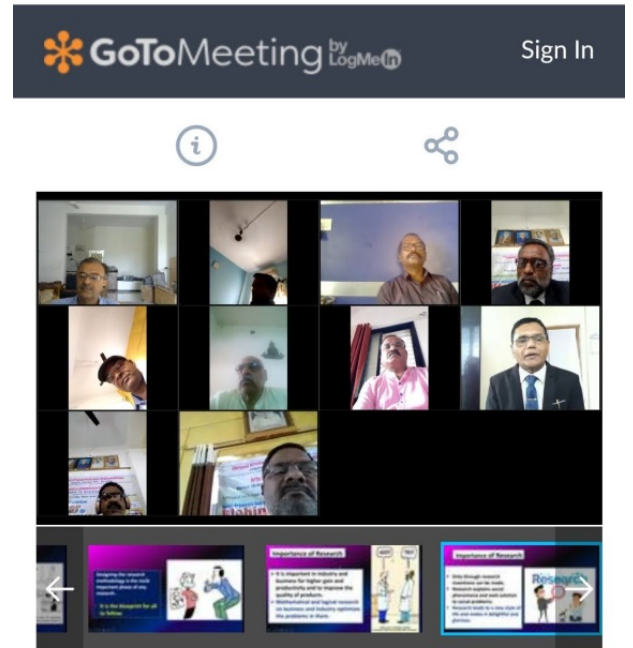 GoToMeeting by LogMeIn
Sign In
Designing the research
methodology is the most
important phase of any
research.
It is the blueprint for all
to follow.
Importance of Research
It is important in industry and
business for higher gain and
productivity and to improve the
quality of products.
Mathematical and logical research
on business and industry optimizes
the problems in them.
Importance of Research
Only through research
inventions can be made.
Research explains social
phenomena and seek solution
to social problems.
Research leads to a new style of
life and makes it delightful and
glorious.
Research